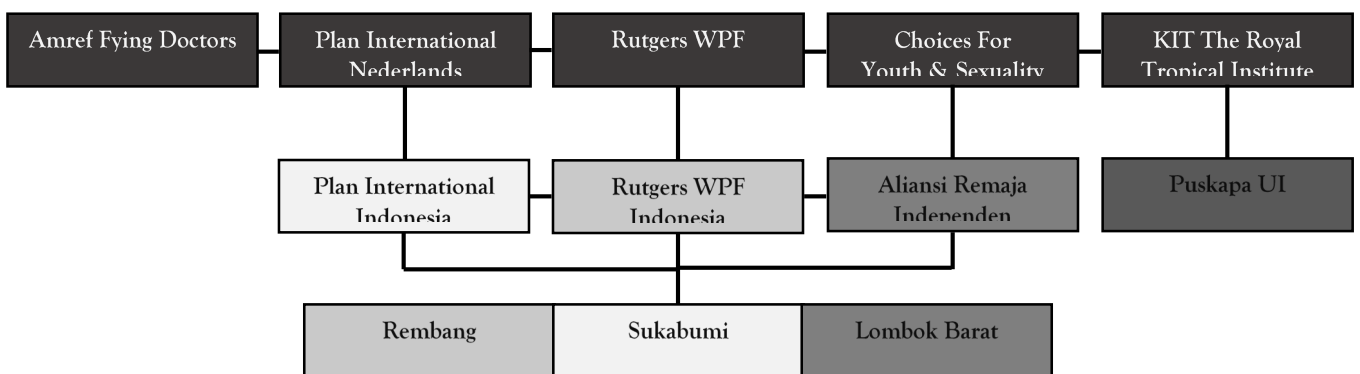 Amref Fying Doctors
Plan International
Nederlands
Rutgers WPF
Choices For
Youth & Sexuality
KIT The Royal
Tropical Institute
Plan International
Indonesia
Rutgers WPF
Indonesia
Aliansi Remaja
Independen
Puskapa UI
Rembang
Sukabumi
Lombok Barat